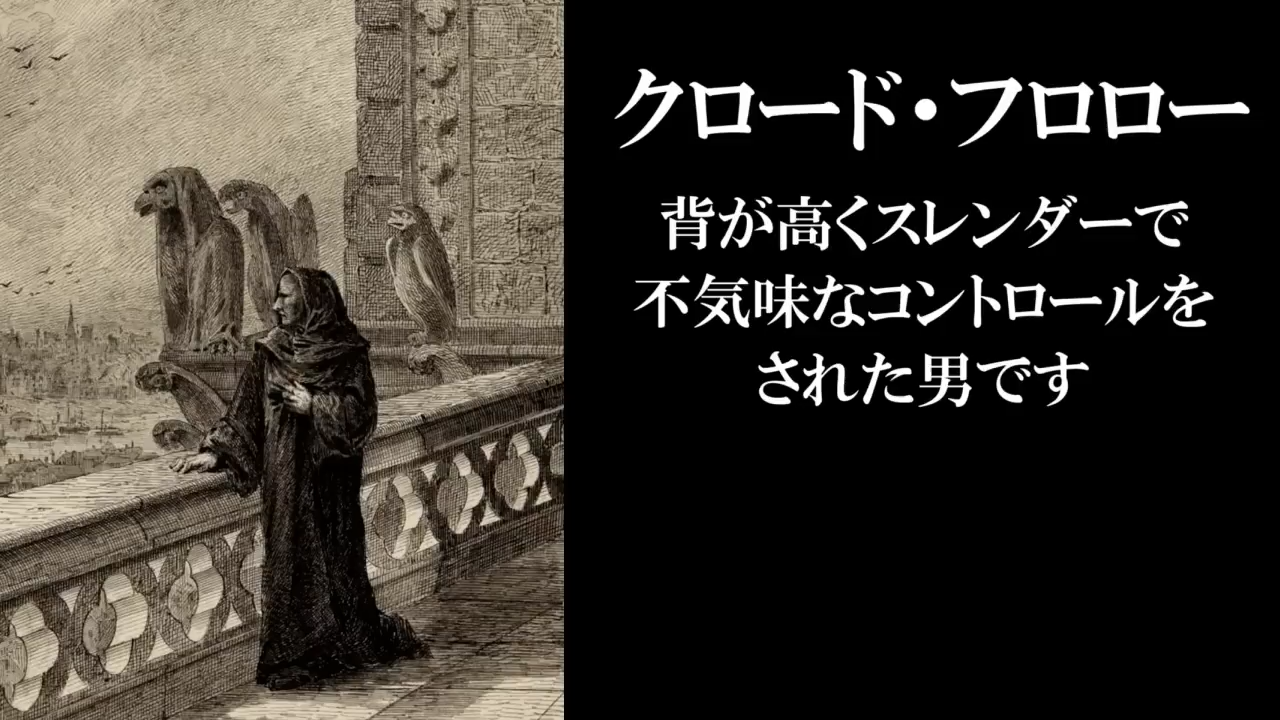 クロード・フロロー
背が高くスレンダーで
不気味なコントロールを
された男です